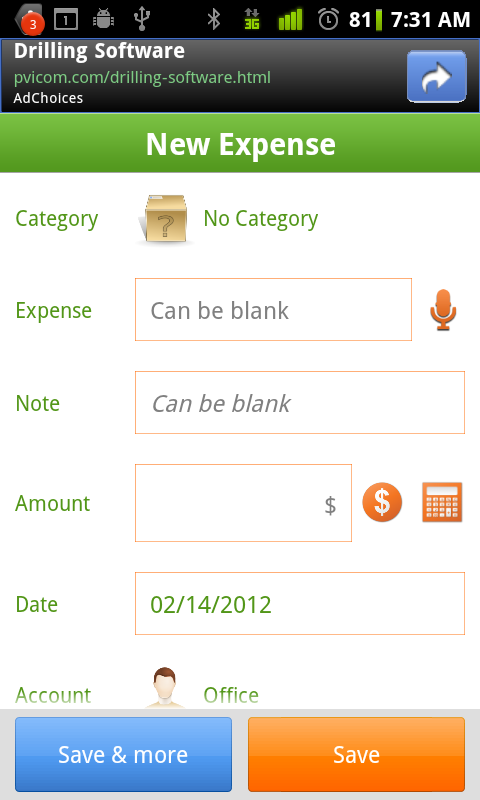 3 1 3G 81 7:31 AM
Drilling Software
pvicom.com/drilling-software.html
AdChoices
New Expense
Category ? No Category
Expense Can be blank
Note Can be blank
Amount $ $
Date 02/14/2012
Account Office
Save & more Save